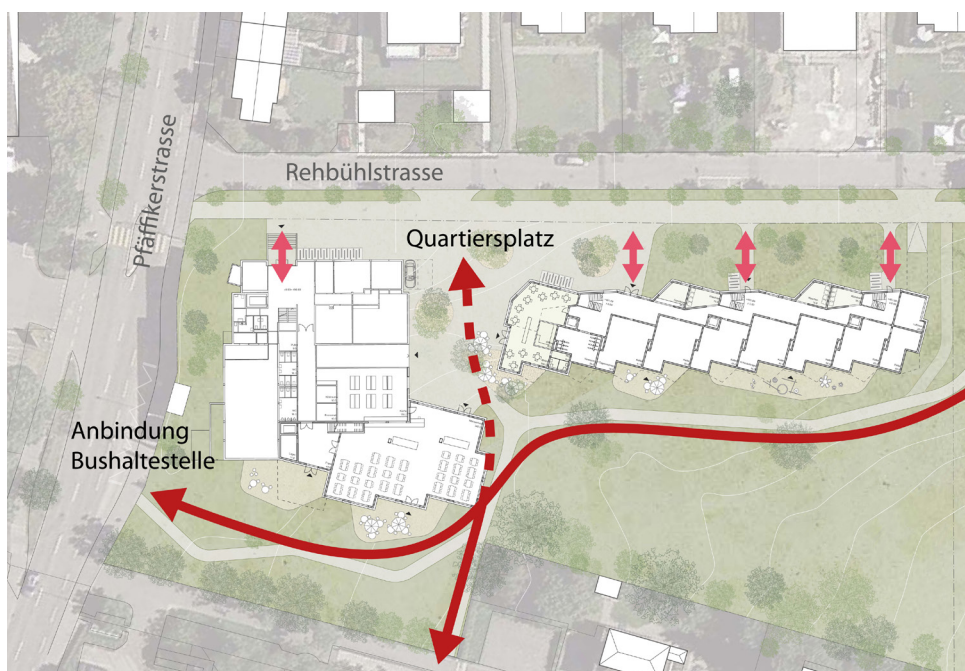 Rehbühlstrasse
Pfäffikerstrasse
Quartiersplatz
Anbindung
Bushaltestelle